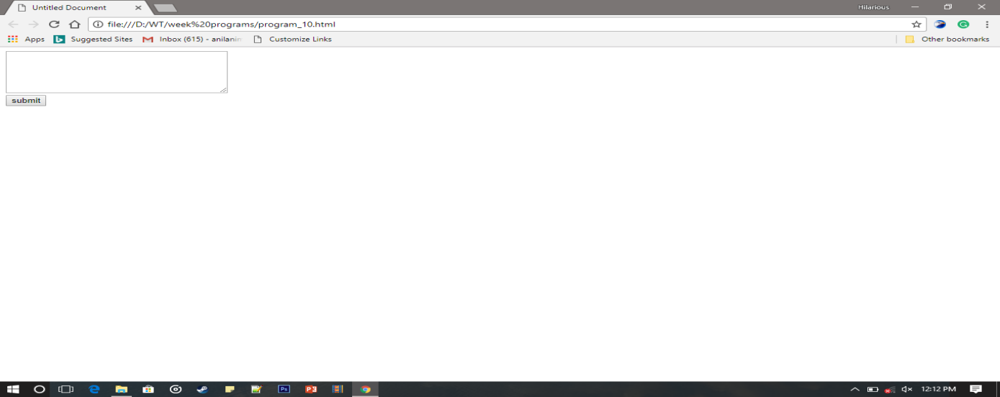 Untitled Document
Hilarious
file:///D:/WT/week%20programs/program_10.html
Apps Suggested Sites Inbox (615) - anilanin Customize Links Other bookmarks
submit
12:12 PM